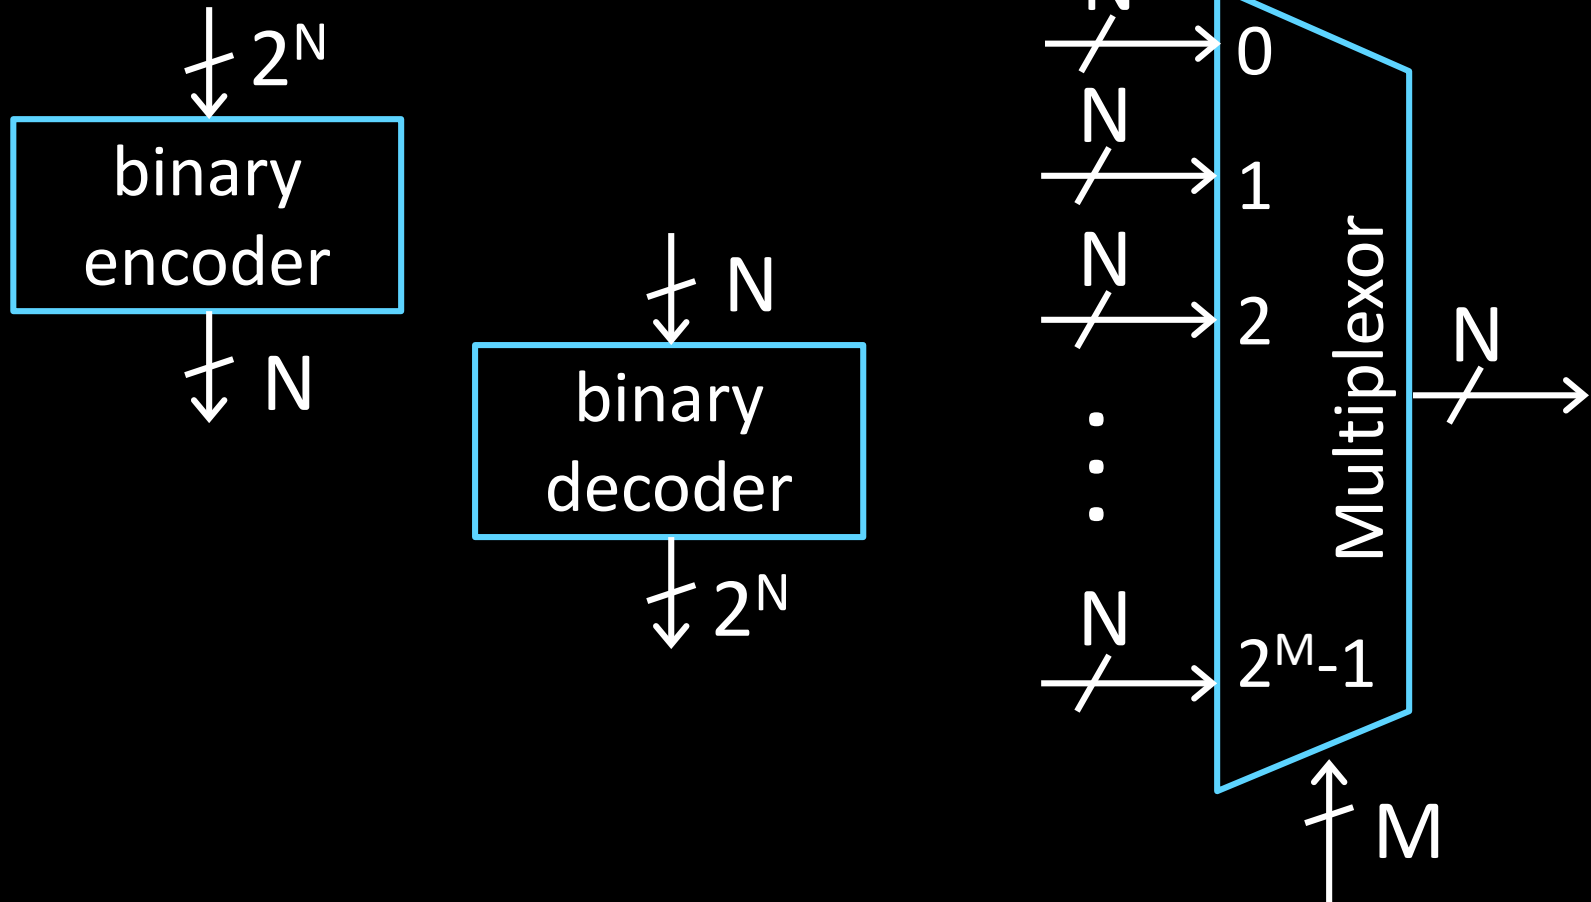 2^N
binary
encoder
N
N
binary
decoder
2^N
N
0
N
1
N
2
N
2^M-1
Multiplexor
N
M